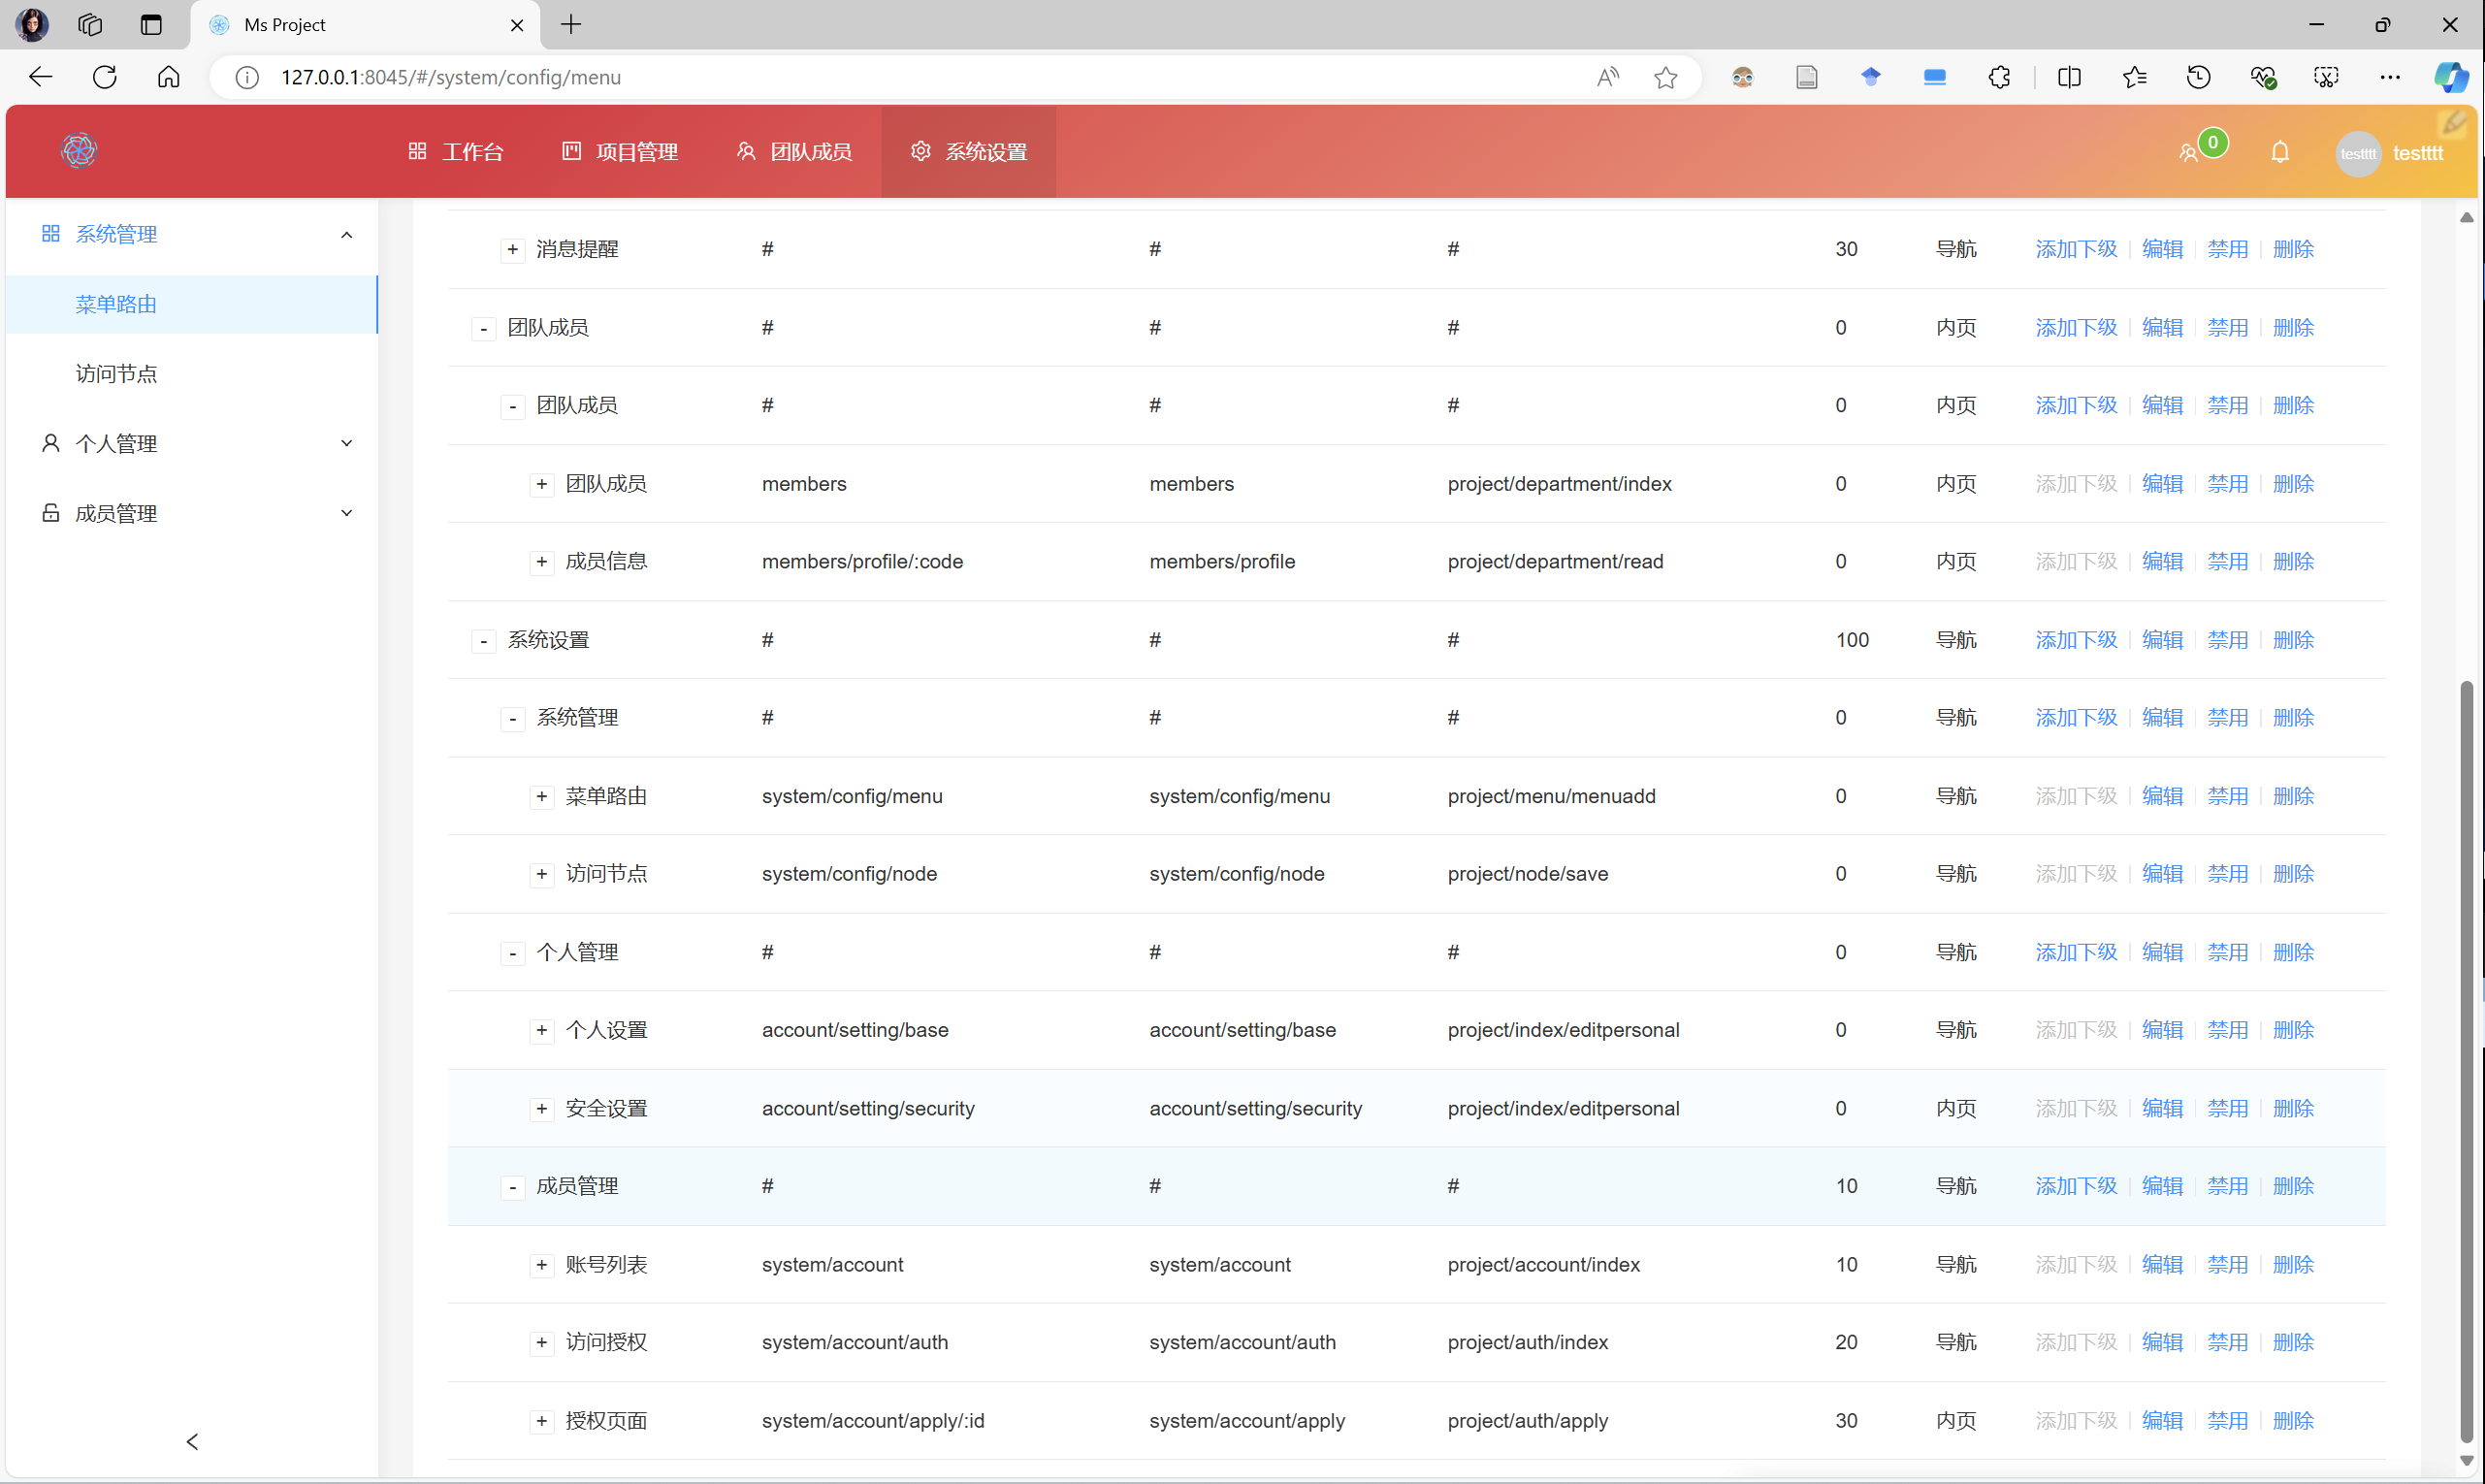 Ms Project
127.0.0.1:8045/#/system/config/menu
工作台 项目管理 团队成员 系统设置 0 testttt testttt
系统管理
菜单路由
访问节点
个人管理
成员管理
+ 消息提醒 # # # 30 导航 添加下级 编辑 禁用 删除
- 团队成员 # # # 0 内页 添加下级 编辑 禁用 删除
- 团队成员 # # # 0 内页 添加下级 编辑 禁用 删除
+ 团队成员 members members project/department/index 0 内页 添加下级 编辑 禁用 删除
+ 成员信息 members/profile/:code members/profile project/department/read 0 内页 添加下级 编辑 禁用 删除
- 系统设置 # # # 100 导航 添加下级 编辑 禁用 删除
- 系统管理 # # # 0 导航 添加下级 编辑 禁用 删除
+ 菜单路由 system/config/menu system/config/menu project/menu/menuadd 0 导航 添加下级 编辑 禁用 删除
+ 访问节点 system/config/node system/config/node project/node/save 0 导航 添加下级 编辑 禁用 删除
- 个人管理 # # # 0 导航 添加下级 编辑 禁用 删除
+ 个人设置 account/setting/base account/setting/base project/index/editpersonal 0 导航 添加下级 编辑 禁用 删除
+ 安全设置 account/setting/security account/setting/security project/index/editpersonal 0 内页 添加下级 编辑 禁用 删除
- 成员管理 # # # 10 导航 添加下级 编辑 禁用 删除
+ 账号列表 system/account system/account project/account/index 10 导航 添加下级 编辑 禁用 删除
+ 访问授权 system/account/auth system/account/auth project/auth/index 20 导航 添加下级 编辑 禁用 删除
+ 授权页面 system/account/apply/:id system/account/apply project/auth/apply 30 内页 添加下级 编辑 禁用 删除